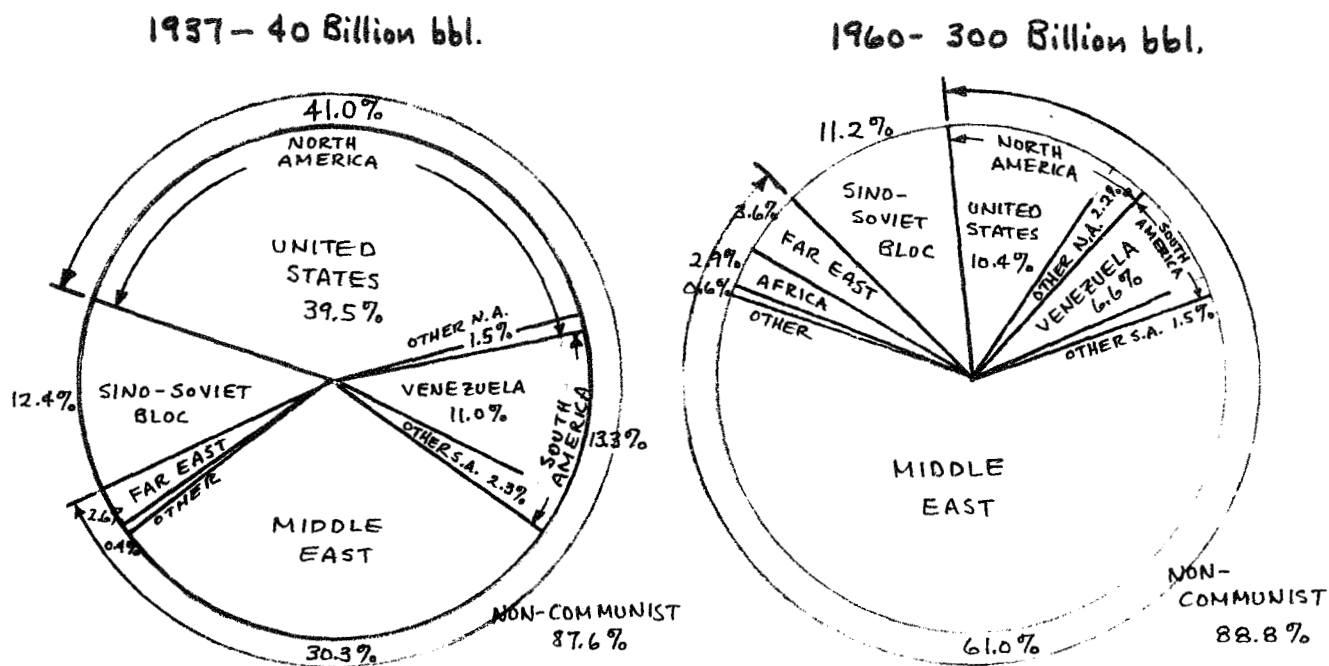 1937 – 40 Billion bbl.
41.0%
NORTH
AMERICA
UNITED
STATES
39.5%
OTHER N.A.
1.5%
12.4%
SINO-SOVIET
BLOC
VENEZUELA
11.0%
SOUTH
AMERICA
13.3%
OTHER S.A. 2.3%
FAR EAST
2.6%
OTHER
0.4%
MIDDLE
EAST
30.3%
NON-COMMUNIST
87.6%
1960 - 300 Billion bbl.
11.2%
NORTH
AMERICA
SINO-
SOVIET
BLOC
UNITED
STATES
10.4%
OTHER N.A. 2.2%
SOUTH
AMERICA
VENEZUELA
6.6%
OTHER S.A. 1.5%
3.6%
FAR EAST
2.9%
AFRICA
0.6%
OTHER
MIDDLE
EAST
61.0%
NON-
COMMUNIST
88.8%